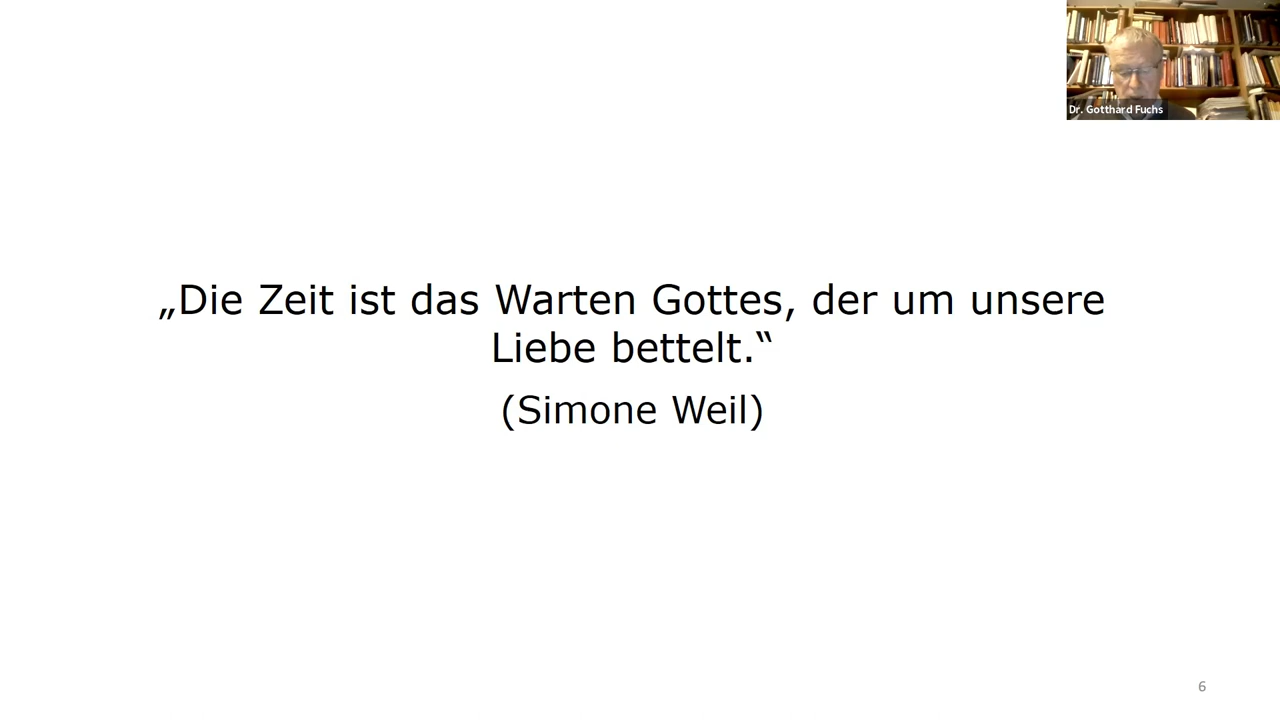 Dr. Gotthard Fuchs
„Die Zeit ist das Warten Gottes, der um unsere
Liebe bettelt.“
(Simone Weil)
6